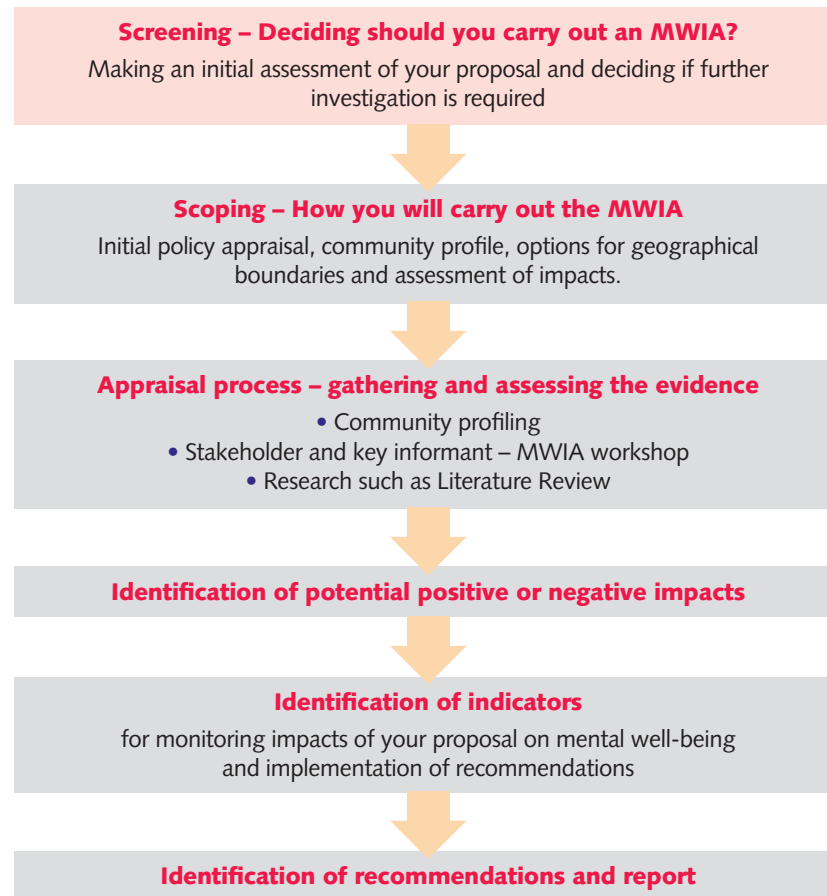 Screening – Deciding should you carry out an MWIA?
Making an initial assessment of your proposal and deciding if further
investigation is required
Scoping – How you will carry out the MWIA
Initial policy appraisal, community profile, options for geographical
boundaries and assessment of impacts.
Appraisal process – gathering and assessing the evidence
• Community profiling
• Stakeholder and key informant – MWIA workshop
• Research such as Literature Review
Identification of potential positive or negative impacts
Identification of indicators
for monitoring impacts of your proposal on mental well-being
and implementation of recommendations
Identification of recommendations and report